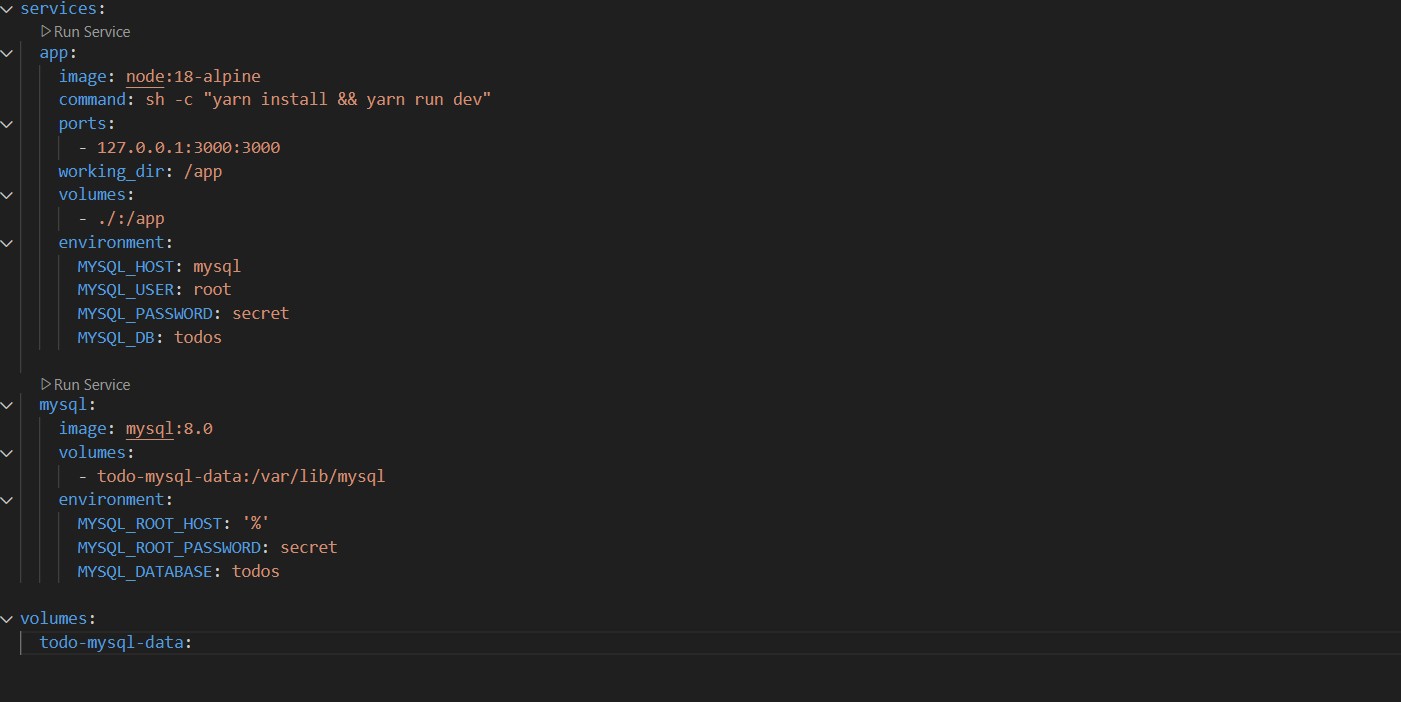 services:
Run Service
app:
image: node:18-alpine
command: sh -c "yarn install && yarn run dev"
ports:
- 127.0.0.1:3000:3000
working_dir: /app
volumes:
- ./:/app
environment:
MYSQL_HOST: mysql
MYSQL_USER: root
MYSQL_PASSWORD: secret
MYSQL_DB: todos
Run Service
mysql:
image: mysql:8.0
volumes:
- todo-mysql-data:/var/lib/mysql
environment:
MYSQL_ROOT_HOST: '%'
MYSQL_ROOT_PASSWORD: secret
MYSQL_DATABASE: todos
volumes:
todo-mysql-data: